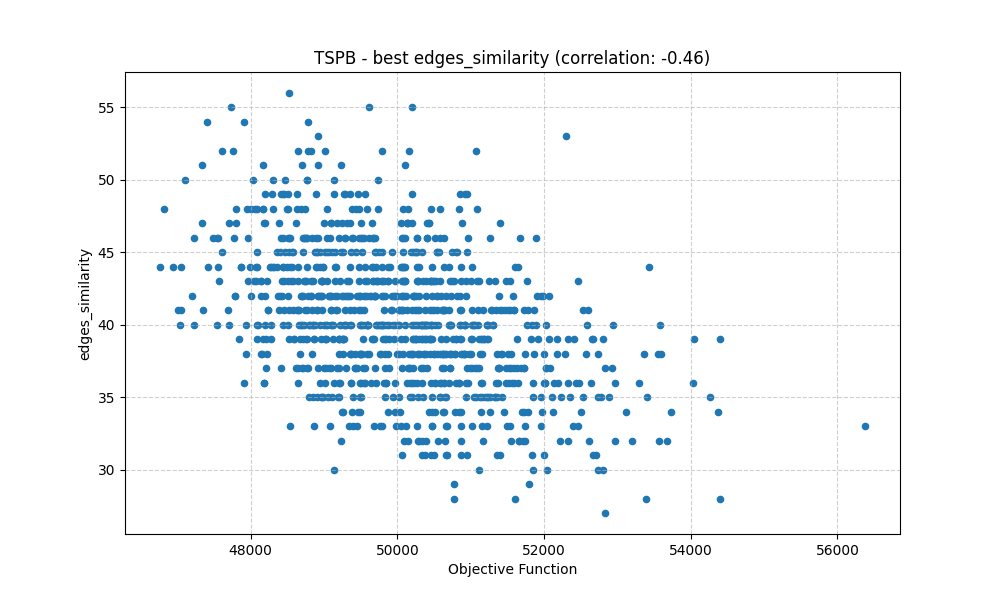 TSPB - best edges_similarity (correlation: -0.46)
edges_similarity
55
50
45
40
35
30
48000 50000 52000 54000 56000
Objective Function